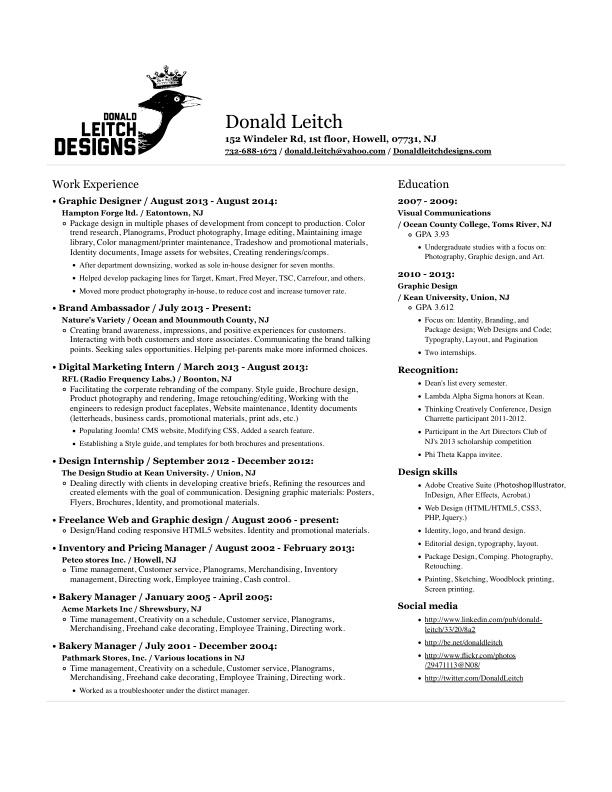 DONALD
LEITCH
DESIGNS
Donald Leitch
152 Windeler Rd, 1st floor, Howell, 07731, NJ
732-688-1673 / donald.leitch@yahoo.com / Donaldleitchdesigns.com
Work Experience
• Graphic Designer / August 2013 - August 2014:
Hampton Forge ltd. / Eatontown, NJ
Package design in multiple phases of development from concept to production. Color
trend research, Planograms, Product photography, Image editing, Maintaining image
library, Color managment/printer maintenance, Tradeshow and promotional materials,
Identity documents, Image assets for websites, Creating renderings/comps.
• After department downsizing, worked as sole in-house designer for seven months.
• Helped develop packaging lines for Target, Kmart, Fred Meyer, TSC, Carrefour, and others.
• Moved more product photography in-house, to reduce cost and increase turnover rate.
• Brand Ambassador / July 2013 - Present:
Nature's Variety / Ocean and Mounmouth County, NJ
Creating brand awareness, impressions, and positive experiences for customers.
Interacting with both customers and store associates. Communicating the brand talking
points. Seeking sales opportunities. Helping pet-parents make more informed choices.
• Digital Marketing Intern / March 2013 - August 2013:
RFL (Radio Frequency Labs.) / Boonton, NJ
Facilitating the corperate rebranding of the company. Style guide, Brochure design,
Product photography and rendering, Image retouching/editing, Working with the
engineers to redesign product faceplates, Website maintenance, Identity documents
(letterheads, business cards, promotional materials, print ads, etc.)
• Populating Joomla! CMS website, Modifying CSS, Added a search feature.
• Establishing a Style guide, and templates for both brochures and presentations.
• Design Internship / September 2012 - December 2012:
The Design Studio at Kean University. / Union, NJ
Dealing directly with clients in developing creative briefs, Refining the resources and
created elements with the goal of communication. Designing graphic materials: Posters,
Flyers, Brochures, Identity, and promotional materials.
• Freelance Web and Graphic design / August 2006 - present:
Design/Hand coding responsive HTML5 websites. Identity and promotional materials.
• Inventory and Pricing Manager / August 2002 - February 2013:
Petco stores Inc. / Howell, NJ
Time management, Customer service, Planograms, Merchandising, Inventory
management, Directing work, Employee training, Cash control.
• Bakery Manager / January 2005 - April 2005:
Acme Markets Inc / Shrewsbury, NJ
Time management, Creativity on a schedule, Customer service, Planograms,
Merchandising, Freehand cake decorating, Employee Training, Directing work.
• Bakery Manager / July 2001 - December 2004:
Pathmark Stores, Inc. / Various locations in NJ
Time management, Creativity on a schedule, Customer service, Planograms,
Merchandising, Freehand cake decorating, Employee Training, Directing work.
• Worked as a troubleshooter under the distirct manager.
Education
2007 - 2009:
Visual Communications
/ Ocean County College, Toms River, NJ
GPA 3.93
• Undergraduate studies with a focus on:
Photography, Graphic design, and Art.
2010 - 2013:
Graphic Design
/ Kean University, Union, NJ
GPA 3.612
• Focus on: Identity, Branding, and
Package design; Web Designs and Code;
Typography, Layout, and Pagination
• Two internships.
Recognition:
• Dean's list every semester.
• Lambda Alpha Sigma honors at Kean.
• Thinking Creatively Conference, Design
Charrette participant 2011-2012.
• Participant in the Art Directors Club of
NJ's 2013 scholarship competition
• Phi Theta Kappa invitee.
Design skills
• Adobe Creative Suite (Photoshop Illustrator,
InDesign, After Effects, Acrobat.)
• Web Design (HTML/HTML5, CSS3,
PHP, Jquery.)
• Identity, logo, and brand design.
• Editorial design, typography, layout.
• Package Design, Comping. Photography,
Retouching.
• Painting, Sketching, Woodblock printing,
Screen printing.
Social media
• http://www.linkedin.com/pub/donald-
leitch/33/20/8a2
• http://be.net/donaldleitch
• http://www.flickr.com/photos
/29471113@N08/
• http://twitter.com/DonaldLeitch